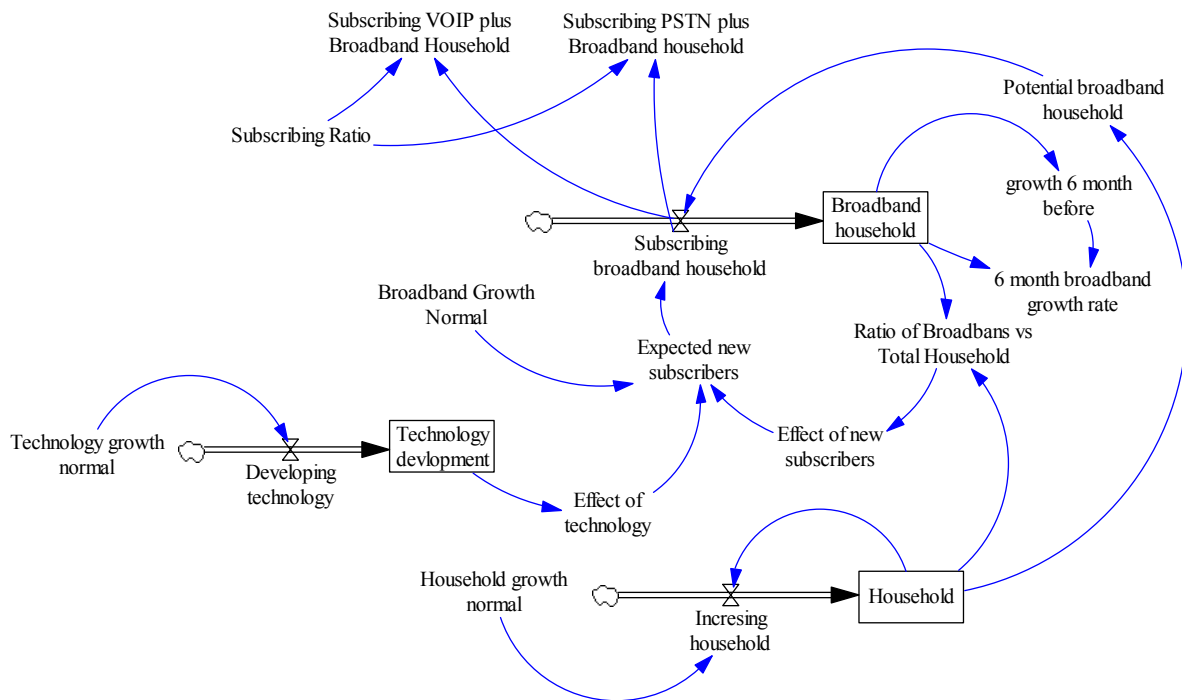 Subscribing VOIP plus
Broadband Household
Subscribing PSTN plus
Broadband household
Potential broadband
household
Subscribing Ratio
growth 6 month
before
Broadband
household
Subscribing
broadband household
6 month broadband
growth rate
Broadband Growth
Normal
Ratio of Broadbans vs
Total Household
Expected new
subscribers
Technology growth
normal
Technology
devlopment
Effect of new
subscribers
Developing
technology
Effect of
technology
Household growth
normal
Household
Incresing
household